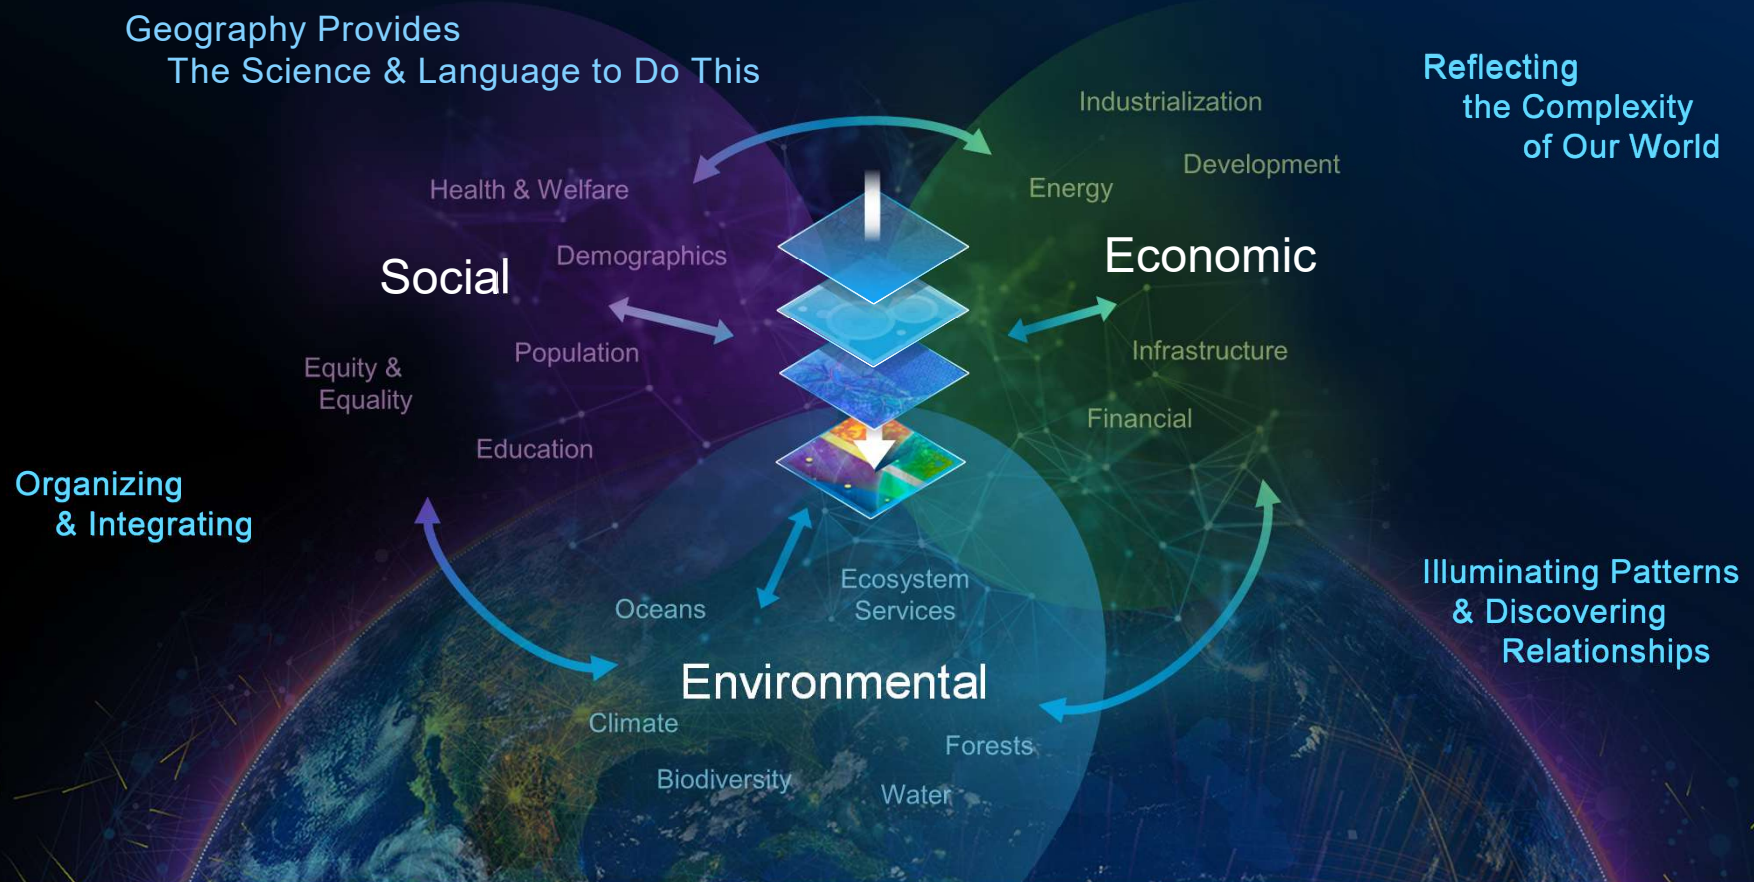 Geography Provides
The Science & Language to Do This
Reflecting
the Complexity
of Our World
Industrialization
Development
Energy
Health & Welfare
Demographics
Social
Economic
Population
Equity &
Equality
Education
Infrastructure
Financial
Organizing
& Integrating
Illuminating Patterns
& Discovering
Relationships
Ecosystem
Services
Oceans
Environmental
Climate
Forests
Biodiversity
Water